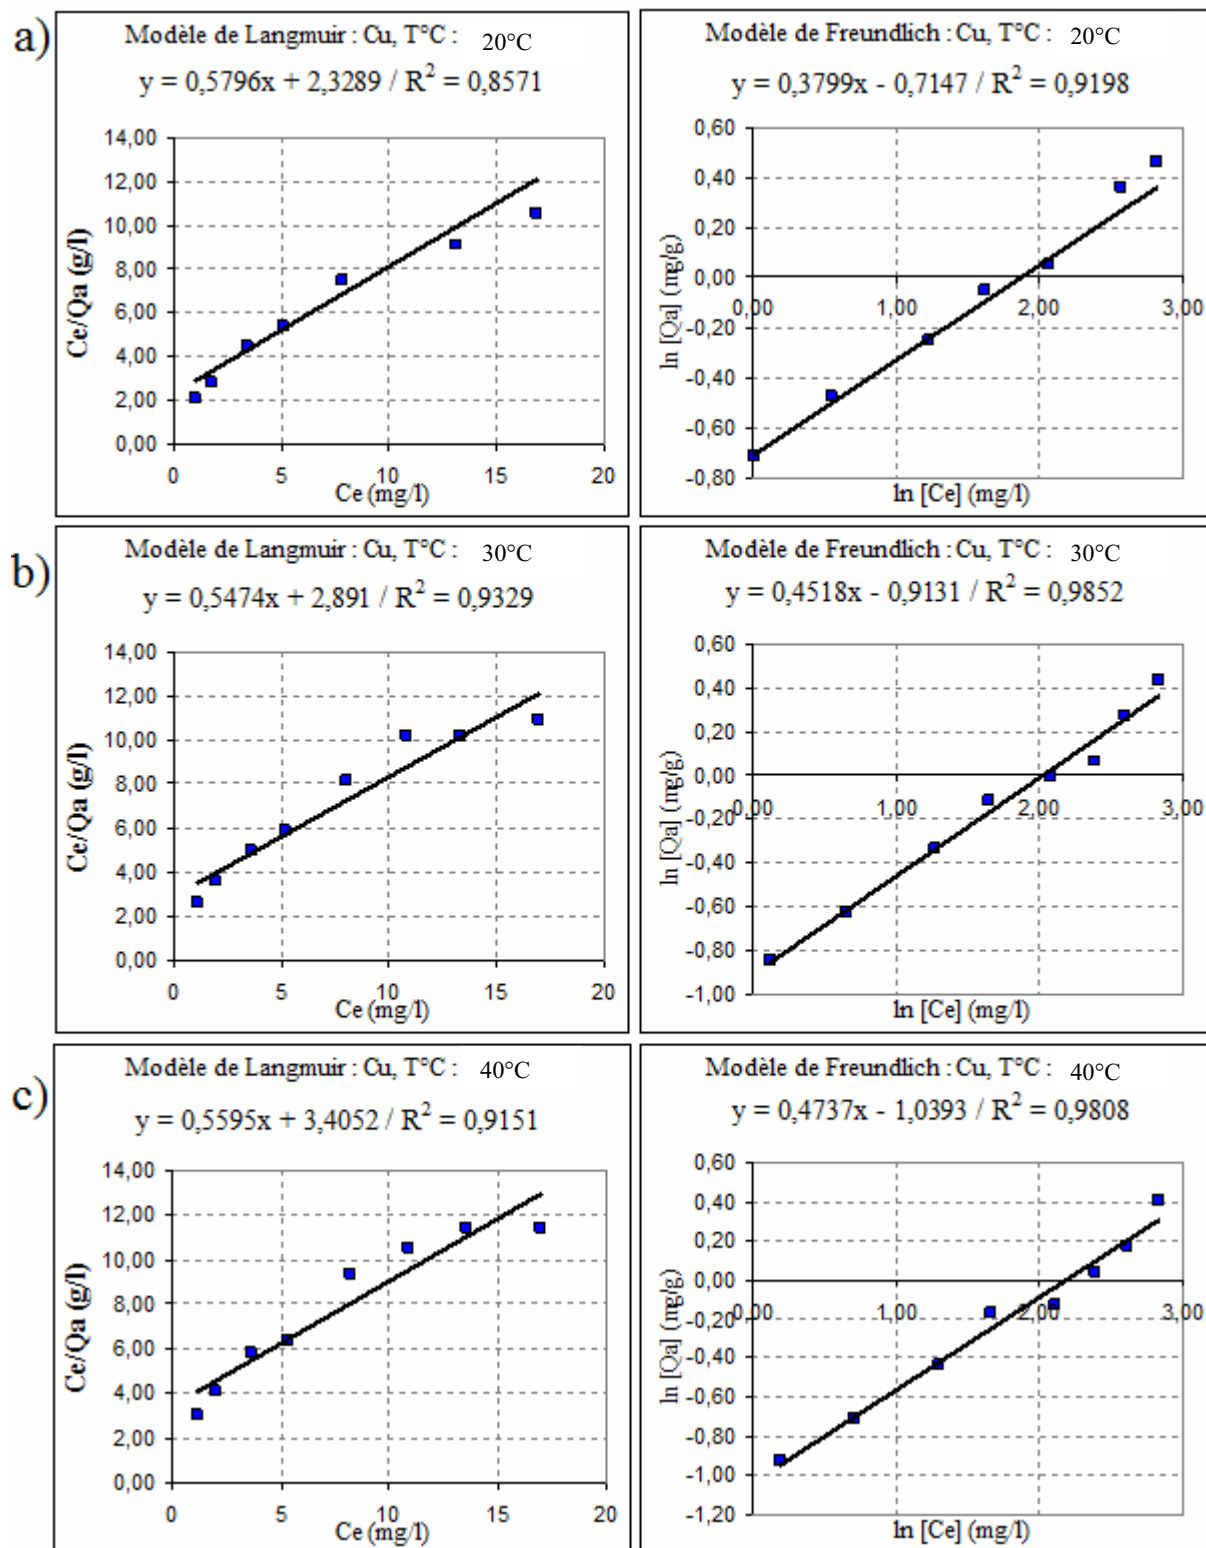 a)
Modèle de Langmuir : Cu, T°C : 20°C
y = 0,5796x + 2,3289 / R² = 0,8571
14,00
12,00
10,00
8,00
6,00
4,00
2,00
0,00
Ce/Qa (g/l)
0 5 10 15 20
Ce (mg/l)
Modèle de Freundlich : Cu, T°C : 20°C
y = 0,3799x - 0,7147 / R² = 0,9198
0,60
0,40
0,20
0,00
-0,20
-0,40
-0,60
-0,80
ln [Qa] (mg/g)
0,00 1,00 2,00 3,00
ln [Ce] (mg/l)
b)
Modèle de Langmuir : Cu, T°C : 30°C
y = 0,5474x + 2,891 / R² = 0,9329
14,00
12,00
10,00
8,00
6,00
4,00
2,00
0,00
Ce/Qa (g/l)
0 5 10 15 20
Ce (mg/l)
Modèle de Freundlich : Cu, T°C : 30°C
y = 0,4518x - 0,9131 / R² = 0,9852
0,60
0,40
0,20
0,00
-0,20
-0,40
-0,60
-0,80
-1,00
ln [Qa] (mg/g)
0,00 1,00 2,00 3,00
ln [Ce] (mg/l)
c)
Modèle de Langmuir : Cu, T°C : 40°C
y = 0,5595x + 3,4052 / R² = 0,9151
14,00
12,00
10,00
8,00
6,00
4,00
2,00
0,00
Ce/Qa (g/l)
0 5 10 15 20
Ce (mg/l)
Modèle de Freundlich : Cu, T°C : 40°C
y = 0,4737x - 1,0393 / R² = 0,9808
0,60
0,40
0,20
0,00
-0,20
-0,40
-0,60
-0,80
-1,00
-1,20
ln [Qa] (mg/g)
0,00 1,00 2,00 3,00
ln [Ce] (mg/l)